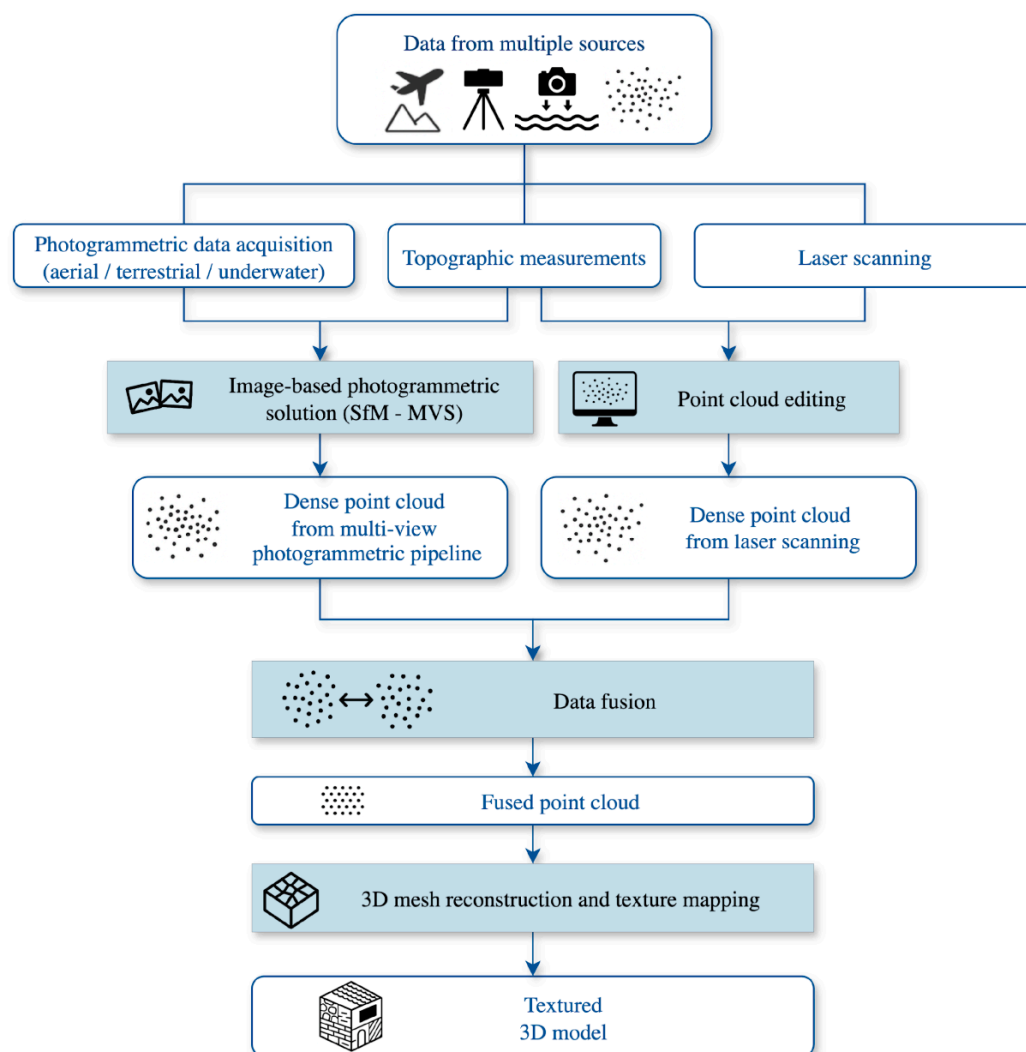 Data from multiple sources
Photogrammetric data acquisition
(aerial / terrestrial / underwater)
Topographic measurements
Laser scanning
Image-based photogrammetric
solution (SfM - MVS)
Point cloud editing
Dense point cloud
from multi-view
photogrammetric pipeline
Dense point cloud
from laser scanning
Data fusion
Fused point cloud
3D mesh reconstruction and texture mapping
Textured
3D model